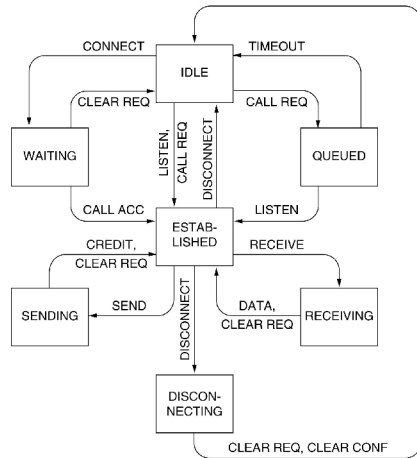 CONNECT
TIMEOUT
IDLE
CLEAR REQ
CALL REQ
WAITING
LISTEN,
CALL REQ
DISCONNECT
QUEUED
CALL ACC
LISTEN
ESTAB-
LISHED
CREDIT,
CLEAR REQ
RECEIVE
SENDING
SEND
DISCONNECT
DATA,
CLEAR REQ
RECEIVING
DISCON-
NECTING
CLEAR REQ, CLEAR CONF